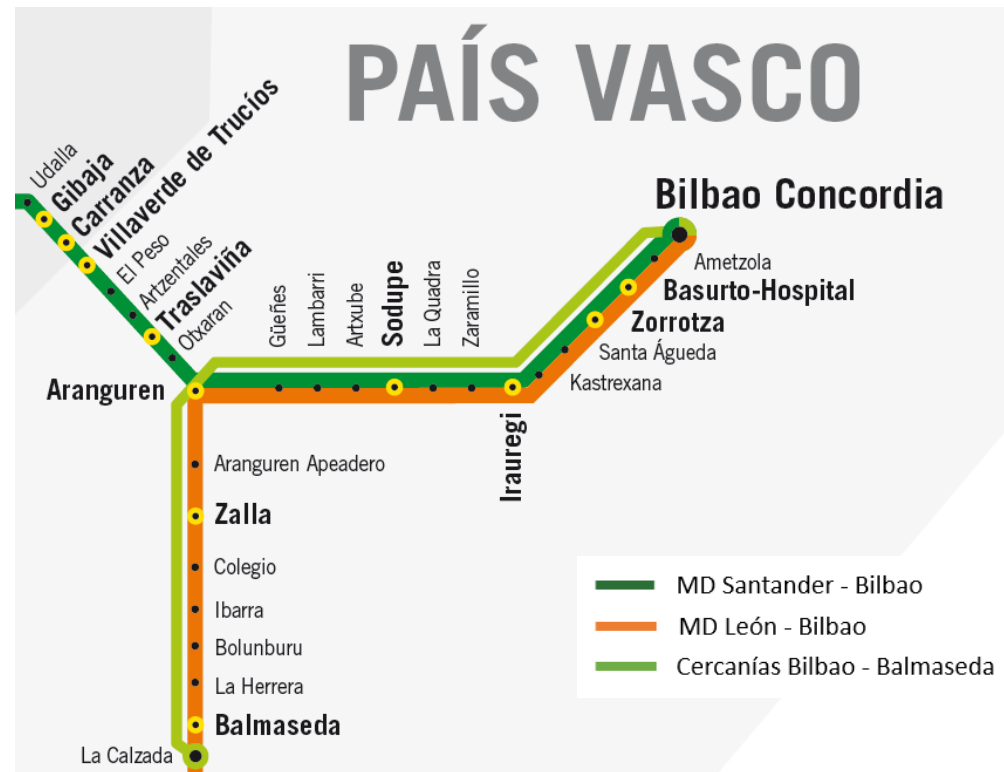 PAÍS VASCO
Udalla
Gibaja
Carranza
Villaverde de Trucíos
El Peso
Artzentales
Traslaviña
Otxaran
Aranguren
Güeñes
Lambarri
Artxube
Sodupe
La Quadra
Zaramillo
Irauregi
Bilbao Concordia
Ametzola
Basurto-Hospital
Zorrotza
Santa Águeda
Kastrexana
Aranguren Apeadero
Zalla
Colegio
Ibarra
Bolunburu
La Herrera
Balmaseda
La Calzada
MD Santander - Bilbao
MD León - Bilbao
Cercanías Bilbao - Balmaseda